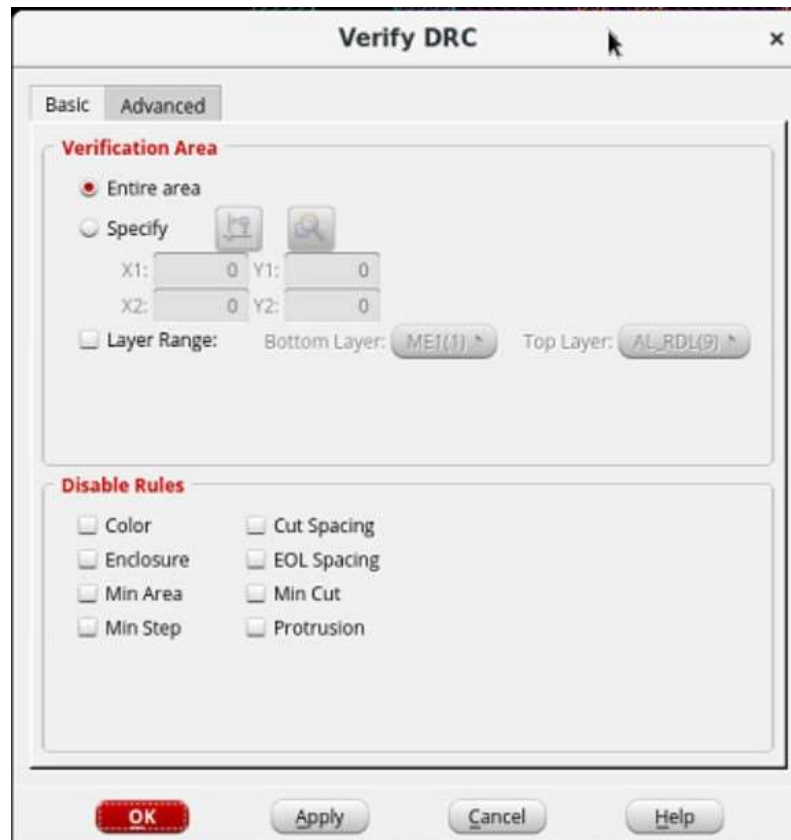 Verify DRC
×
Basic Advanced
Verification Area
Entire area
Specify
X1: 0 Y1: 0
X2: 0 Y2: 0
Layer Range: Bottom Layer: ME1(1) Top Layer: AL_RDL(9)
Disable Rules
Color Cut Spacing
Enclosure EOL Spacing
Min Area Min Cut
Min Step Protrusion
OK Apply Cancel Help